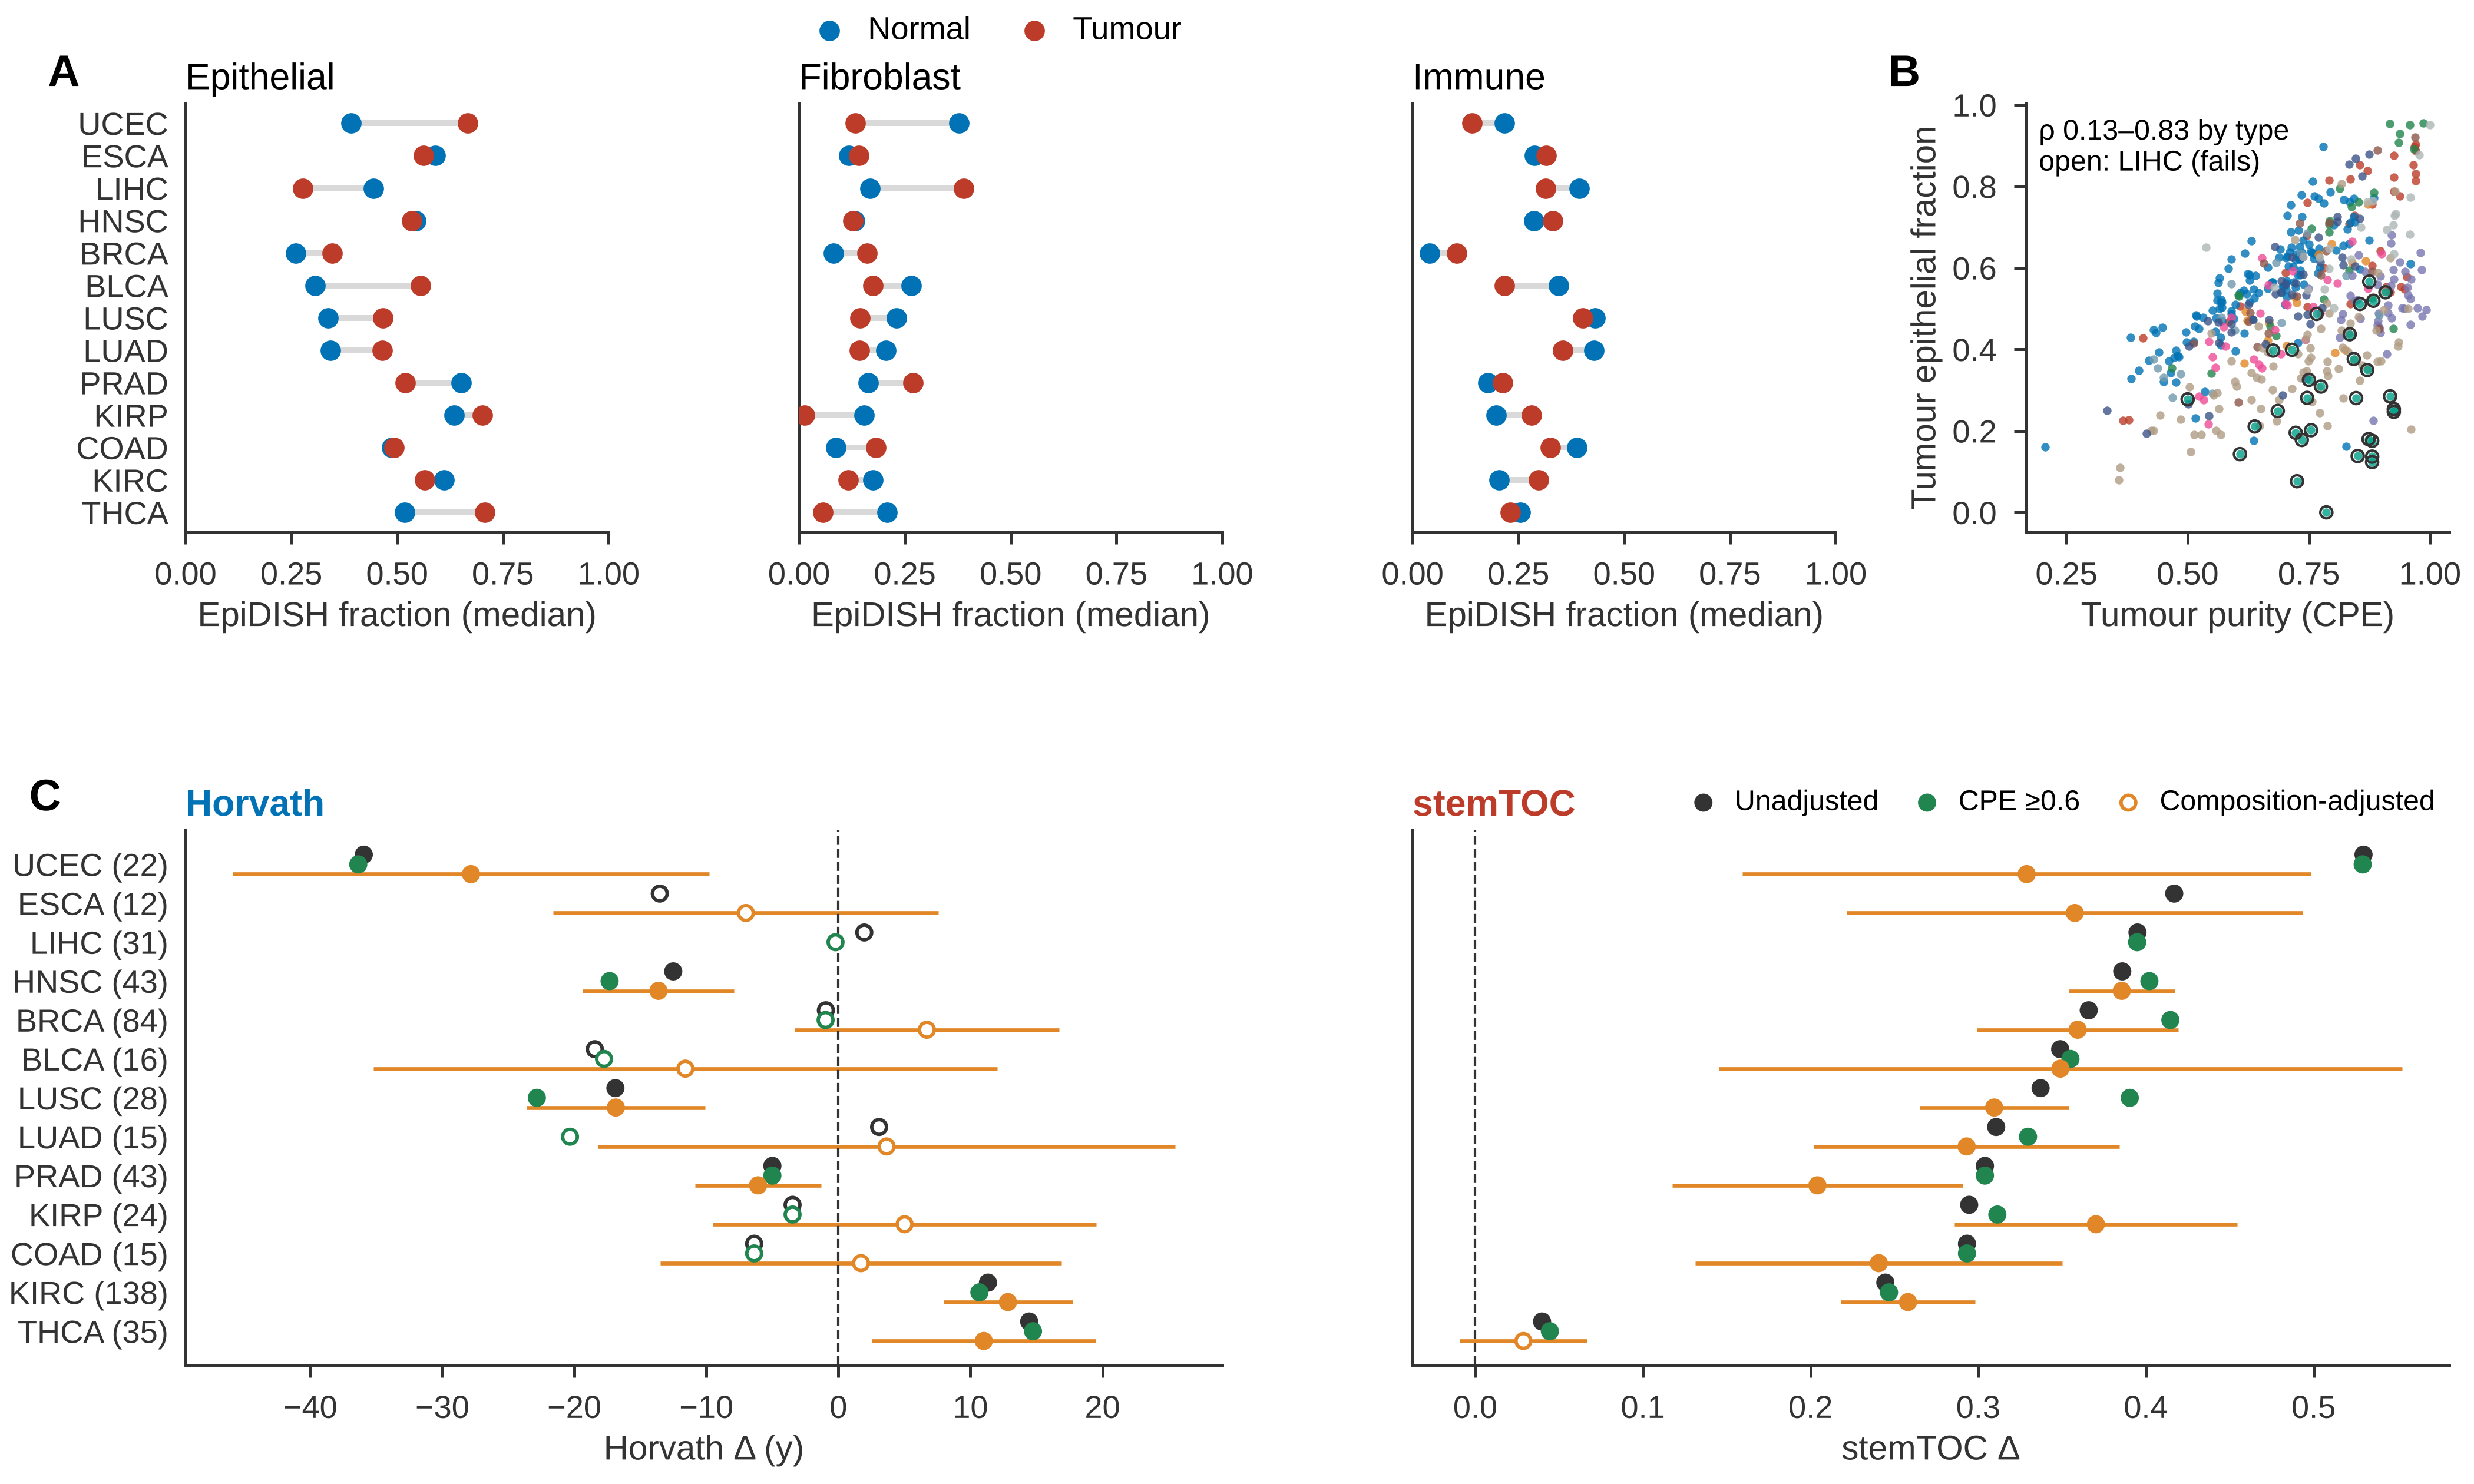 Normal Tumour
A
Epithelial
Fibroblast
Immune
UCEC
ESCA
LIHC
HNSC
BRCA
BLCA
LUSC
LUAD
PRAD
KIRP
COAD
KIRC
THCA
0.00 0.25 0.50 0.75 1.00
EpiDISH fraction (median)
0.00 0.25 0.50 0.75 1.00
EpiDISH fraction (median)
0.00 0.25 0.50 0.75 1.00
EpiDISH fraction (median)
B
ρ 0.13–0.83 by type
open: LIHC (fails)
Tumour epithelial fraction
1.0
0.8
0.6
0.4
0.2
0.0
0.25 0.50 0.75 1.00
Tumour purity (CPE)
C
Horvath
UCEC (22)
ESCA (12)
LIHC (31)
HNSC (43)
BRCA (84)
BLCA (16)
LUSC (28)
LUAD (15)
PRAD (43)
KIRP (24)
COAD (15)
KIRC (138)
THCA (35)
−40 −30 −20 −10 0 10 20
Horvath Δ (y)
stemTOC
Unadjusted CPE ≥0.6 Composition-adjusted
0.0 0.1 0.2 0.3 0.4 0.5
stemTOC Δ